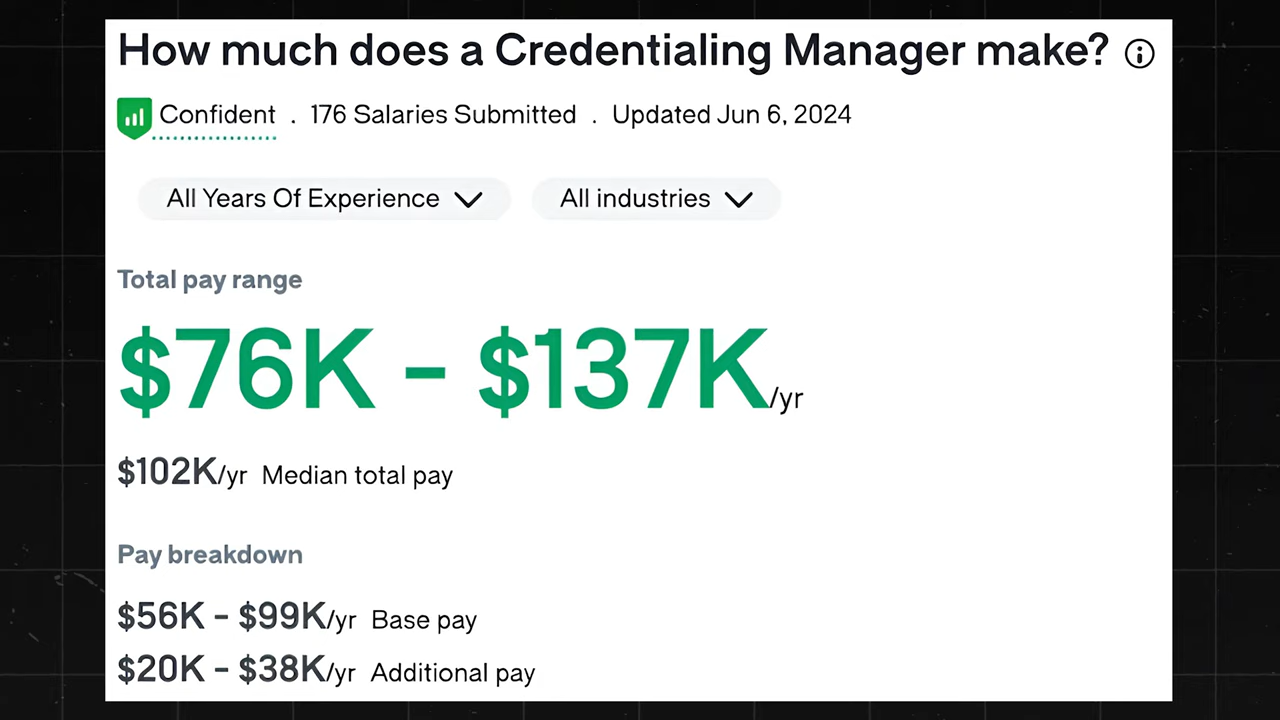 How much does a Credentialing Manager make?
Confident . 176 Salaries Submitted . Updated Jun 6, 2024
All Years Of Experience All industries
Total pay range
$76K - $137K/yr
$102K/yr Median total pay
Pay breakdown
$56K - $99K/yr Base pay
$20K - $38K/yr Additional pay